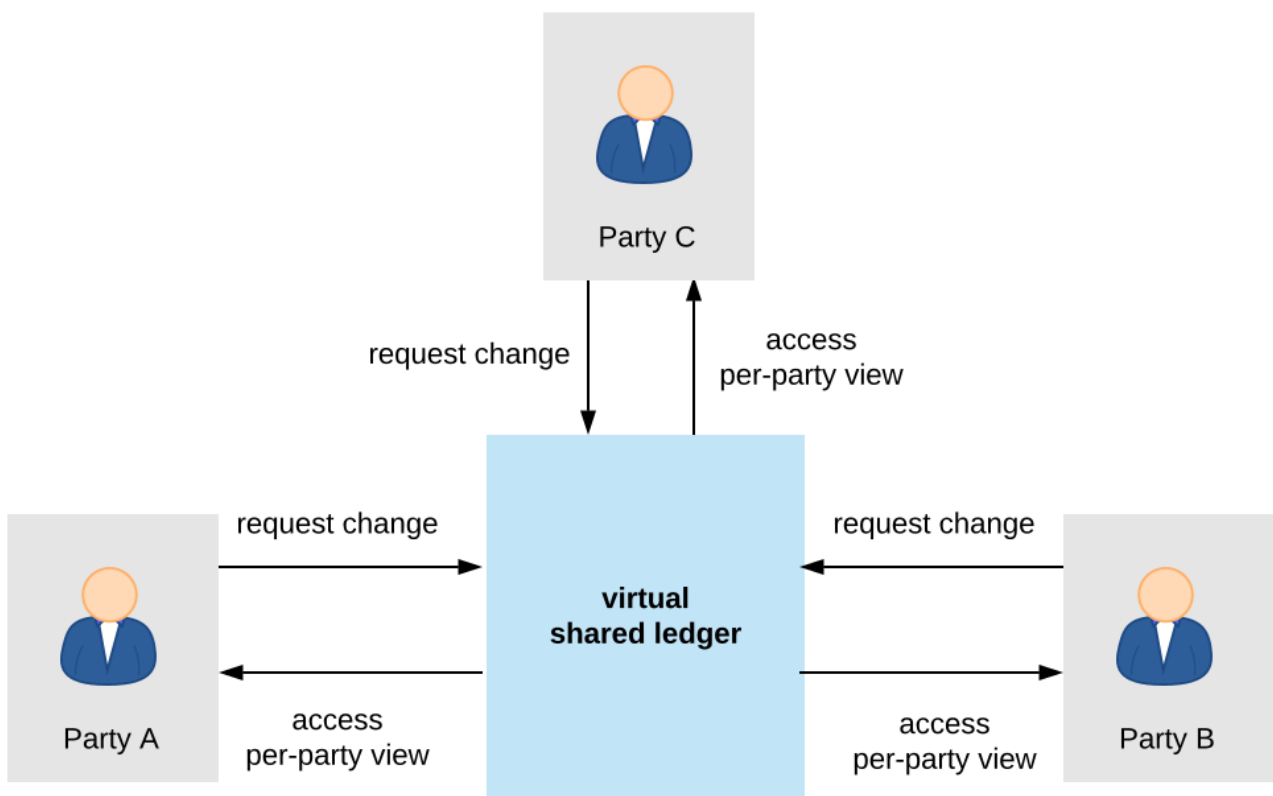 Party C
request change
access
per-party view
request change
request change
virtual
shared ledger
Party A
access
per-party view
access
per-party view
Party B